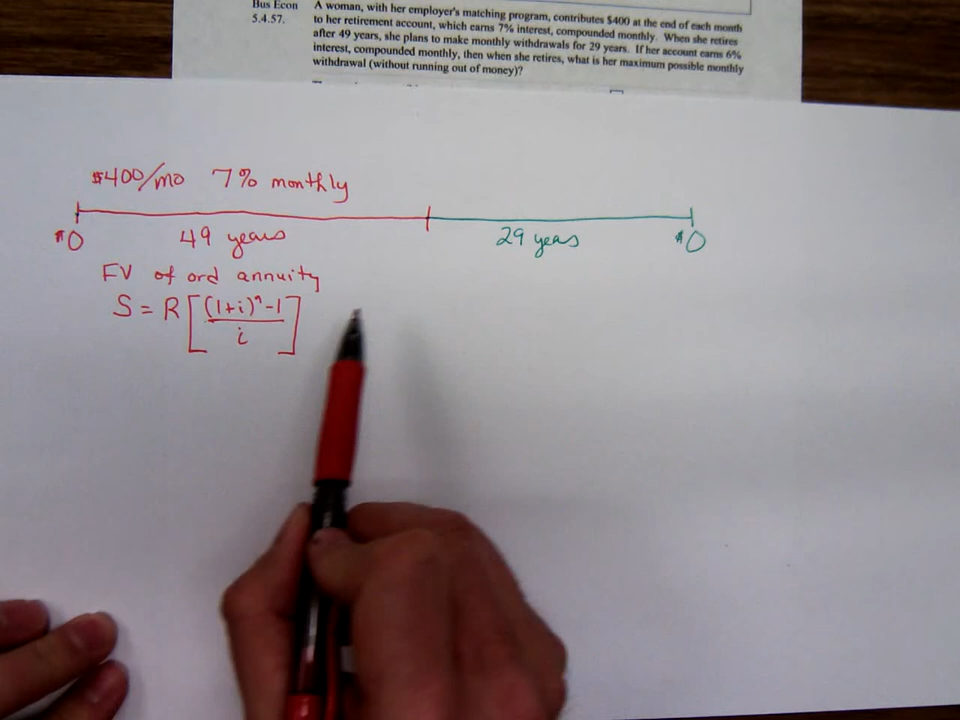 Bus Econ
5.4.57.
A woman, with her employer's matching program, contributes $400 at the end of each month
to her retirement account, which earns 7% interest, compounded monthly. When she retires
after 49 years, she plans to make monthly withdrawals for 29 years. If her account earns 6%
interest, compounded monthly, then when she retires, what is her maximum possible monthly
withdrawal (without running out of money)?
$400/mo 7% monthly
$0 49 years 29 years $0
FV of ord annuity
S = R[((1+i)^n - 1)/i]